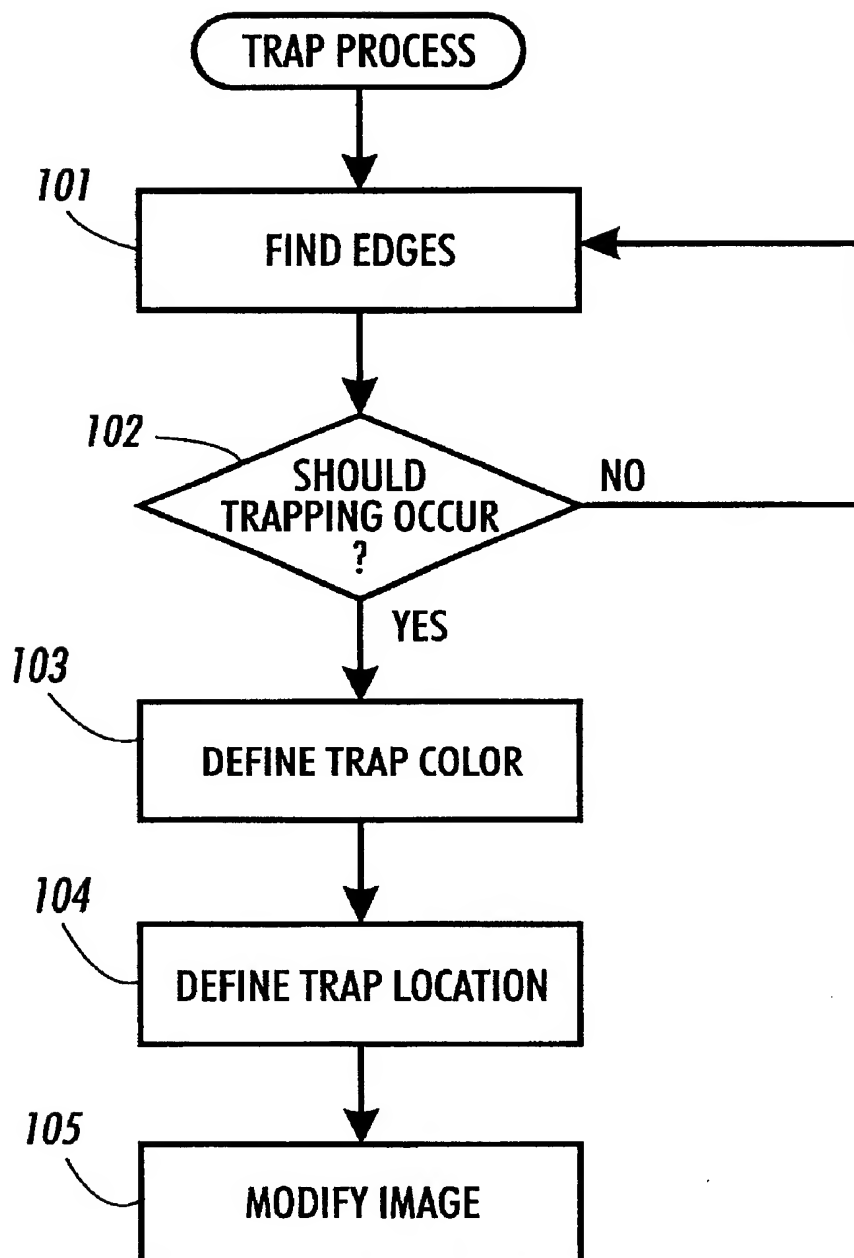 TRAP PROCESS
101
FIND EDGES
102
SHOULD
TRAPPING OCCUR
?
NO
YES
103
DEFINE TRAP COLOR
104
DEFINE TRAP LOCATION
105
MODIFY IMAGE